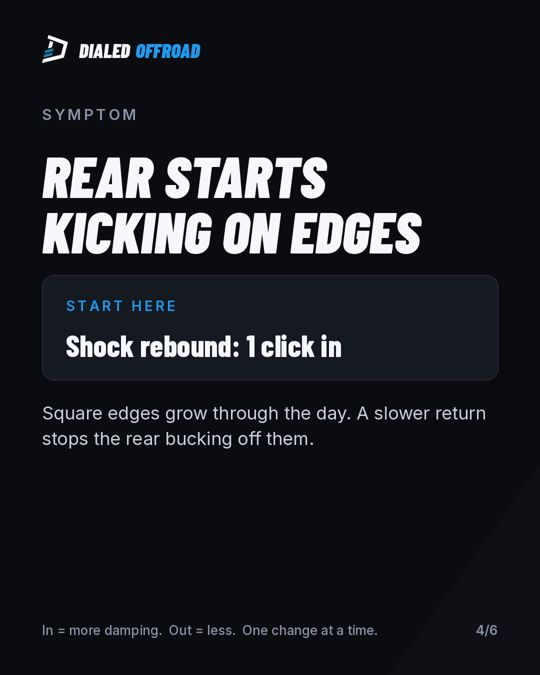 DIALED OFFROAD
SYMPTOM
REAR STARTS
KICKING ON EDGES
START HERE
Shock rebound: 1 click in
Square edges grow through the day. A slower return
stops the rear bucking off them.
In = more damping. Out = less. One change at a time.
4/6